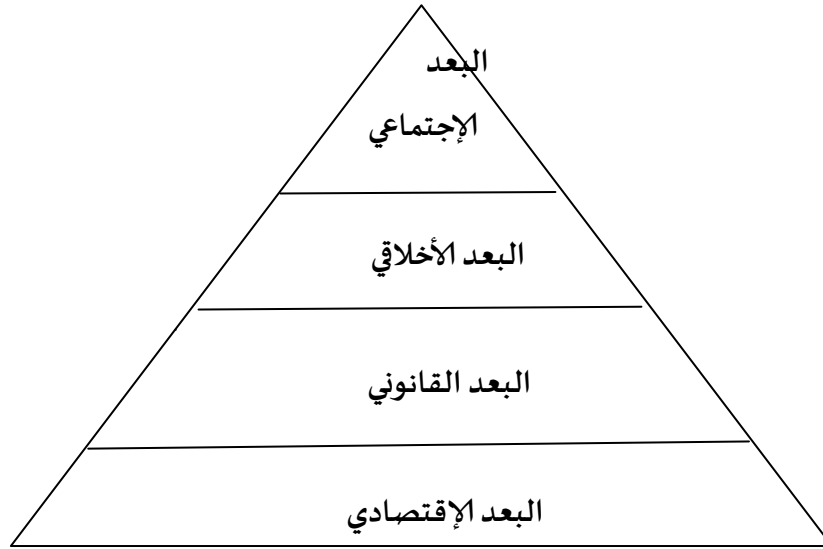 البعد
الإجتماعي
البعد الأخلاقي
البعد القانوني
البعد الإقتصادي